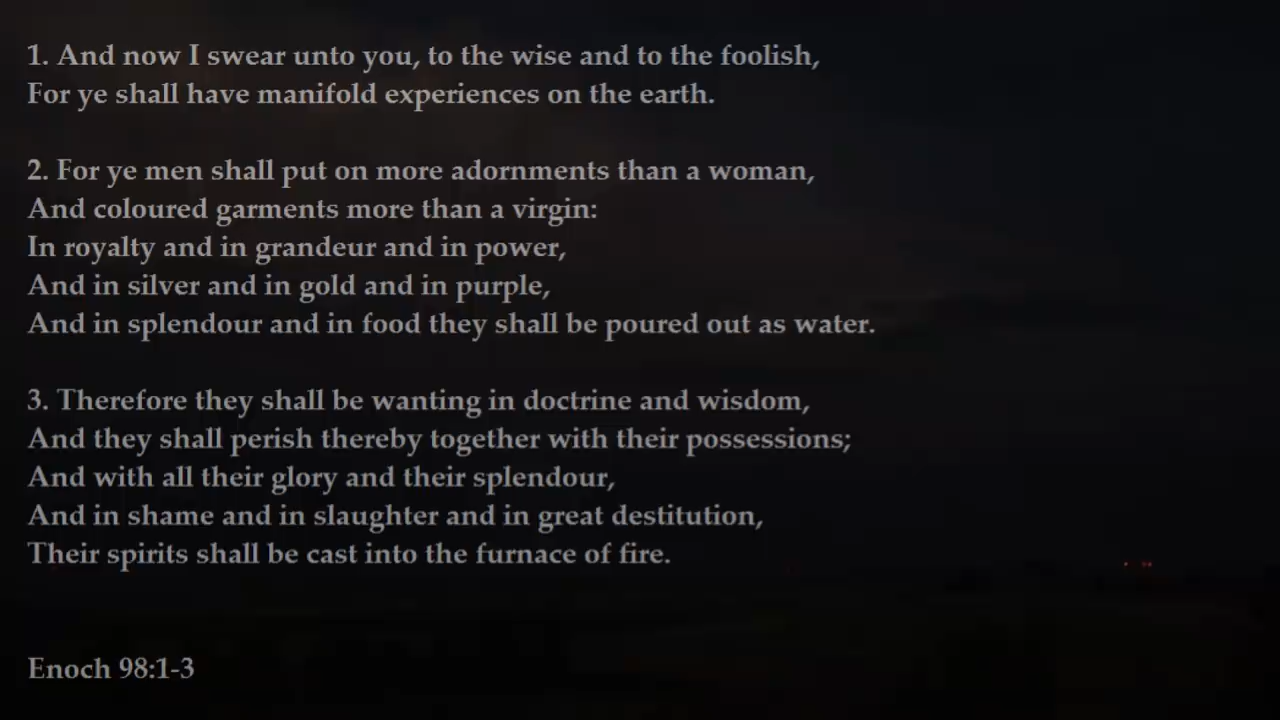 1. And now I swear unto you, to the wise and to the foolish,
For ye shall have manifold experiences on the earth.
2. For ye men shall put on more adornments than a woman,
And coloured garments more than a virgin:
In royalty and in grandeur and in power,
And in silver and in gold and in purple,
And in splendour and in food they shall be poured out as water.
3. Therefore they shall be wanting in doctrine and wisdom,
And they shall perish thereby together with their possessions;
And with all their glory and their splendour,
And in shame and in slaughter and in great destitution,
Their spirits shall be cast into the furnace of fire.
Enoch 98:1-3